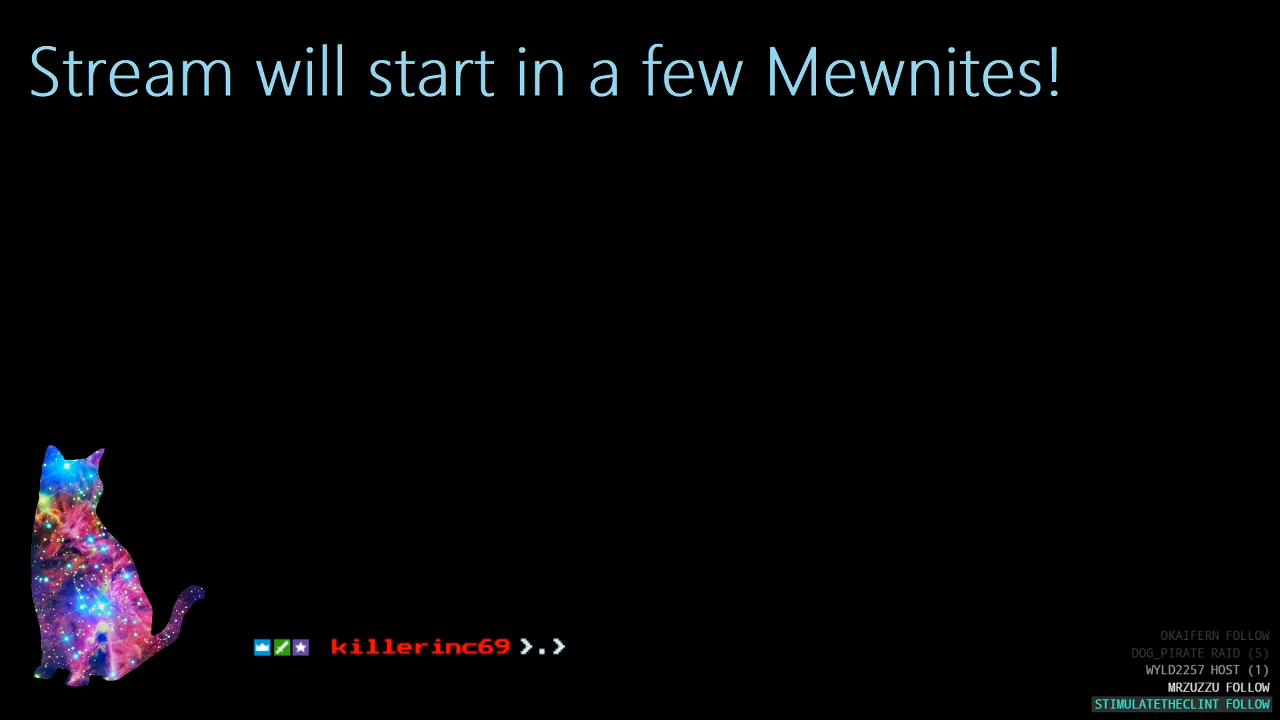 Stream will start in a few Mewnites!
killerinc69 >.>
OKAIFERN FOLLOW
DOG_PIRATE RAID (5)
WYLD2257 HOST (1)
MRZUZZU FOLLOW
STIMULATETHECLINT FOLLOW